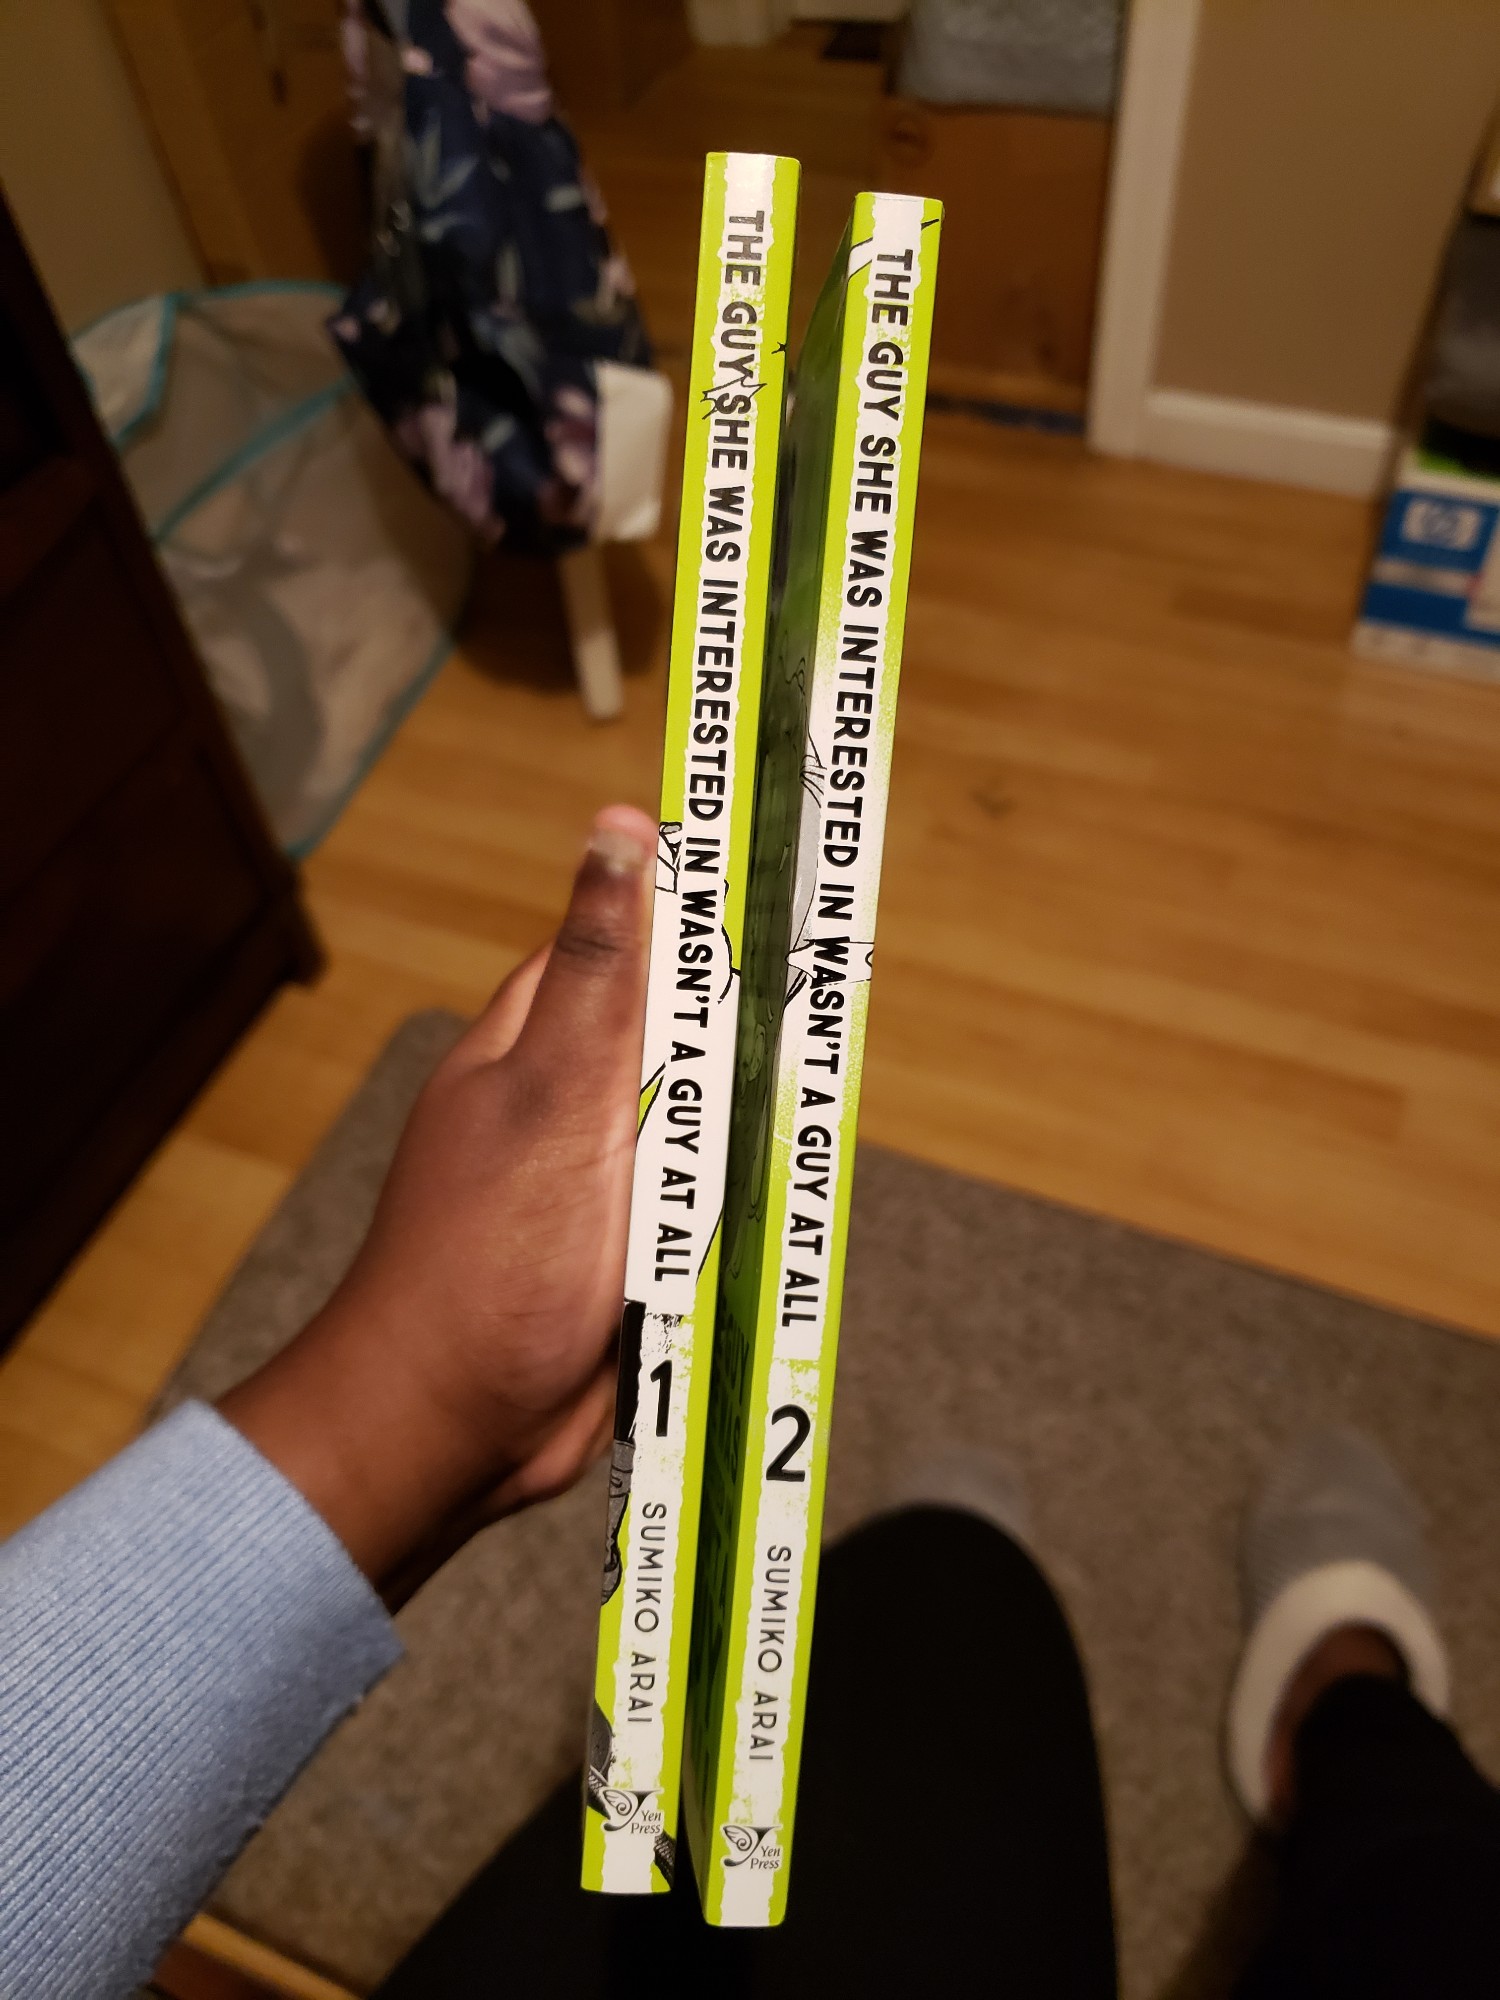 THE GUY SHE WAS INTERESTED IN WASN'T A GUY AT ALL
1
SUMIKO ARAI
Yen
Press
THE GUY SHE WAS INTERESTED IN WASN'T A GUY AT ALL
2
SUMIKO ARAI
Yen
Press
hp